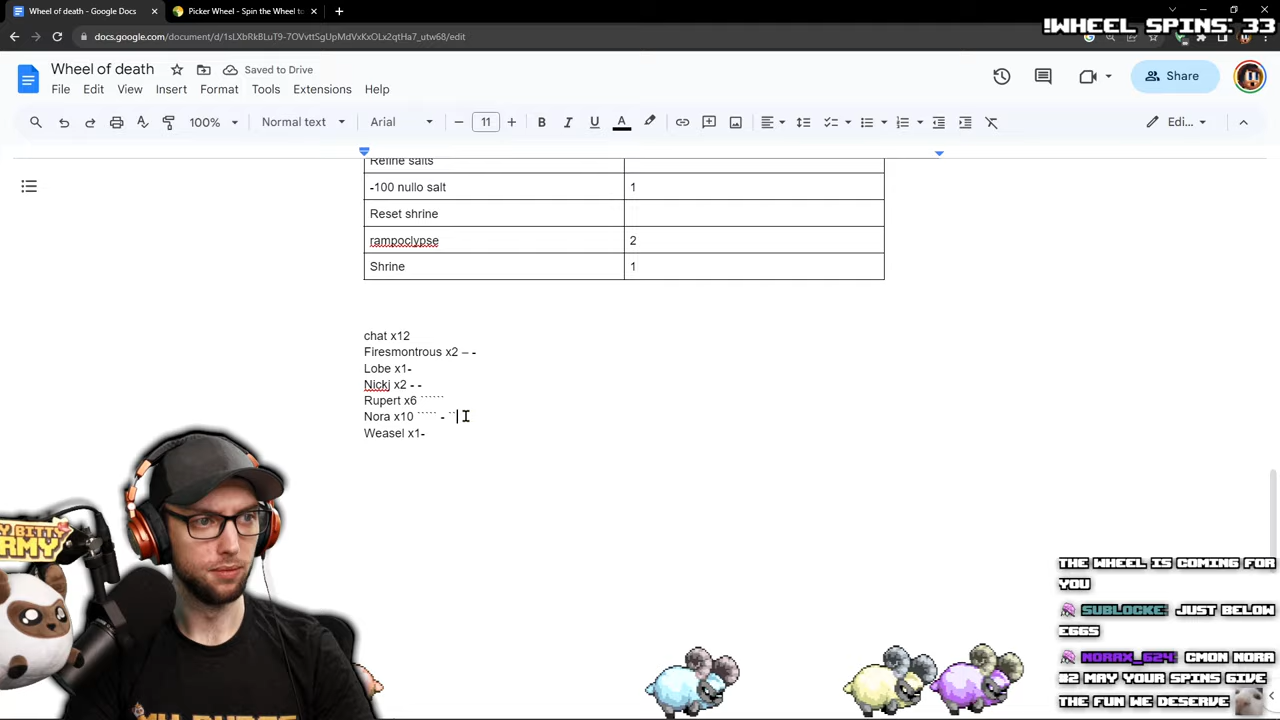 Wheel of death - Google Docs
Picker Wheel - Spin the Wheel to
!WHEEL SPINS: 33
docs.google.com/document/d/1sLXbRkBLuT9-7OVvttSgUpMdVxKxOLx2qtHa7_utw68/edit
Wheel of death
Saved to Drive
Share
File Edit View Insert Format Tools Extensions Help
100% Normal text Arial 11 Edi...
Refine salts
-100 nullo salt 1
Reset shrine
rampoclypse 2
Shrine 1
chat x12
Firesmontrous x2 – -
Lobe x1-
Nicki x2 - -
Rupert x6 ``````
Nora x10 ````` - ``
Weasel x1-
THE WHEEL IS COMING FOR
YOU
SUBLOCKE: JUST BELOW
EGGS
NORAX_624: CMON NORA
#2 MAY YOUR SPINS GIVE
THE FUN WE DESERVE